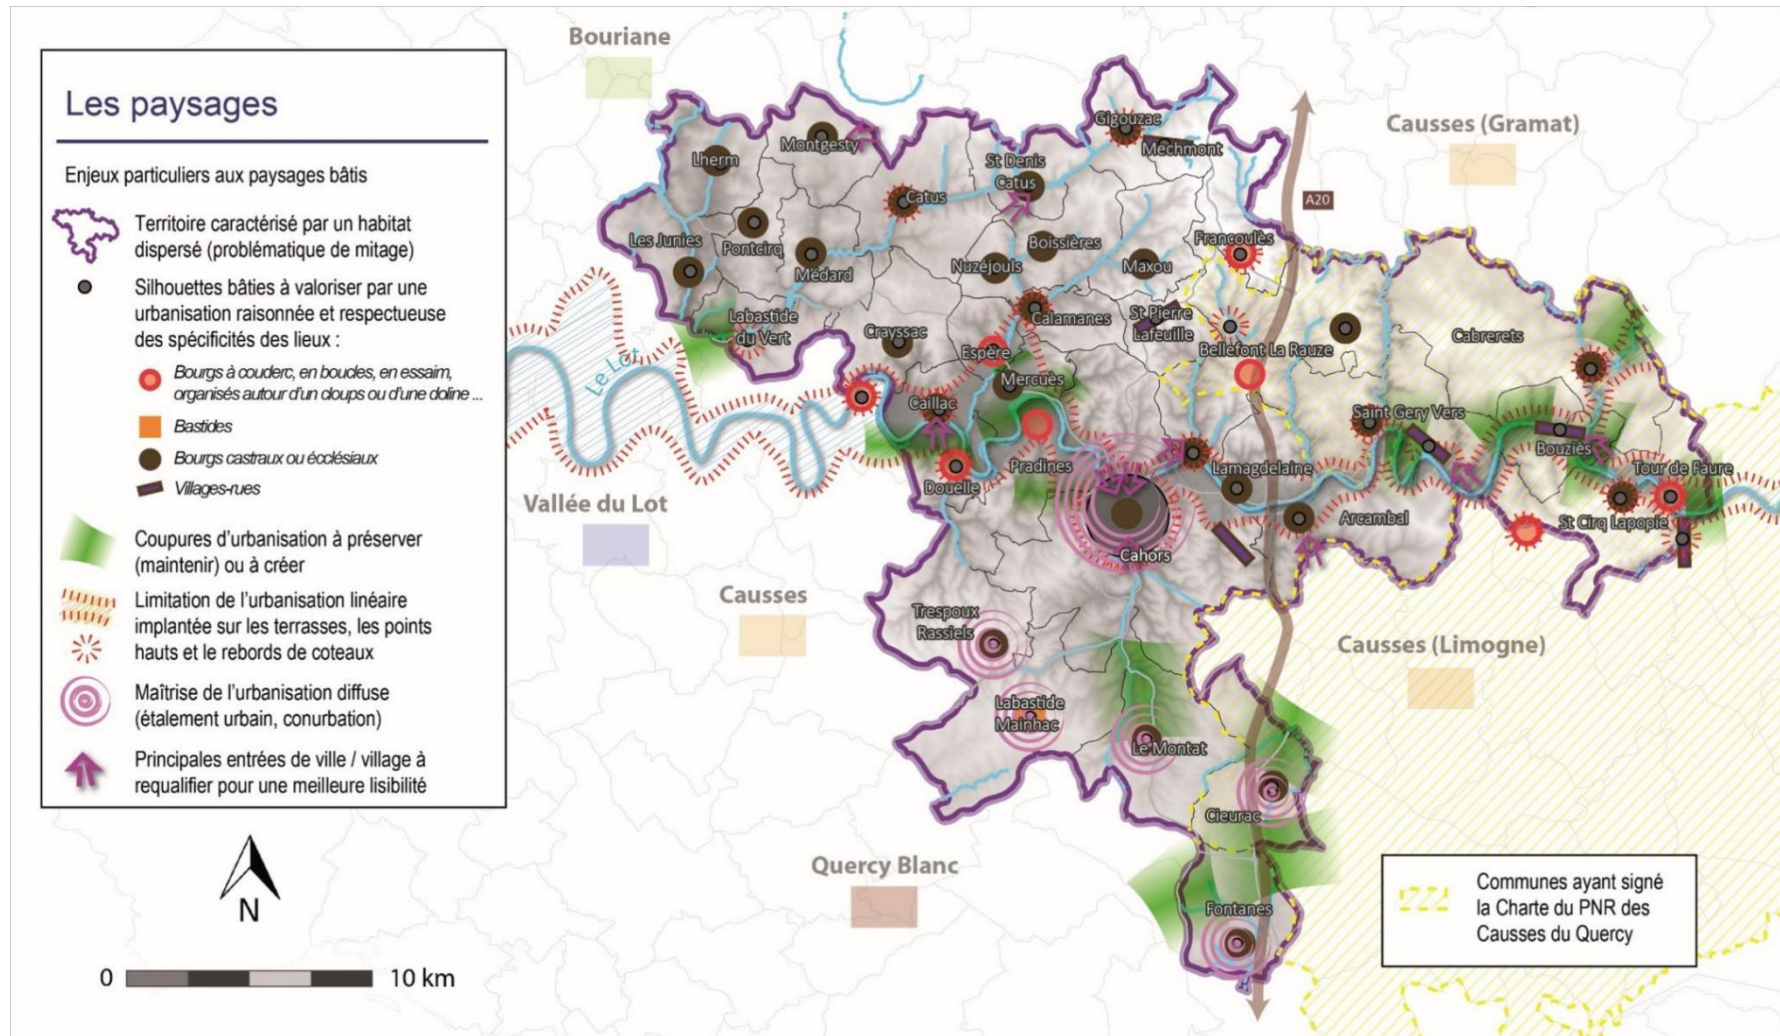 Les paysages
Enjeux particuliers aux paysages bâtis
Territoire caractérisé par un habitat
dispersé (problématique de mitage)
Silhouettes bâties à valoriser par une
urbanisation raisonnée et respectueuse
des spécificités des lieux :
Bourgs à couderc, en boucles, en essaim,
organisés autour d'un cloups ou d'une doline ...
Bastides
Bourgs castraux ou écclésiaux
Villages-rues
Coupures d'urbanisation à préserver
(maintenir) ou à créer
Limitation de l'urbanisation linéaire
implantée sur les terrasses, les points
hauts et le rebords de coteaux
Maîtrise de l'urbanisation diffuse
(étalement urbain, conurbation)
Principales entrées de ville / village à
requalifier pour une meilleure lisibilité
N
0 10 km
Bouriane
Causses (Gramat)
Vallée du Lot
Causses
Causses (Limogne)
Quercy Blanc
A20
Le Lot
Gigouzac
Mechmont
Montgesty
Lherm
St Denis
Catus
Catus
Les Junies
Pontcirq
Médard
Boissières
Nuzéjouls
Maxou
Francoulès
Labastide
du Vert
Crayssac
Calamanes
St Pierre
Lafeuille
Espère
Bellefont La Rauze
Cabrerets
Mercuès
Caillac
Saint Gery Vers
Bouziès
Pradines
Lamagdelaine
Tour de Faure
Douelle
Arcambal
St Cirq Lapopie
Cahors
Trespoux
Rassiels
Labastide
Mainhac
Le Montat
Cieurac
Fontanes
Communes ayant signé
la Charte du PNR des
Causses du Quercy